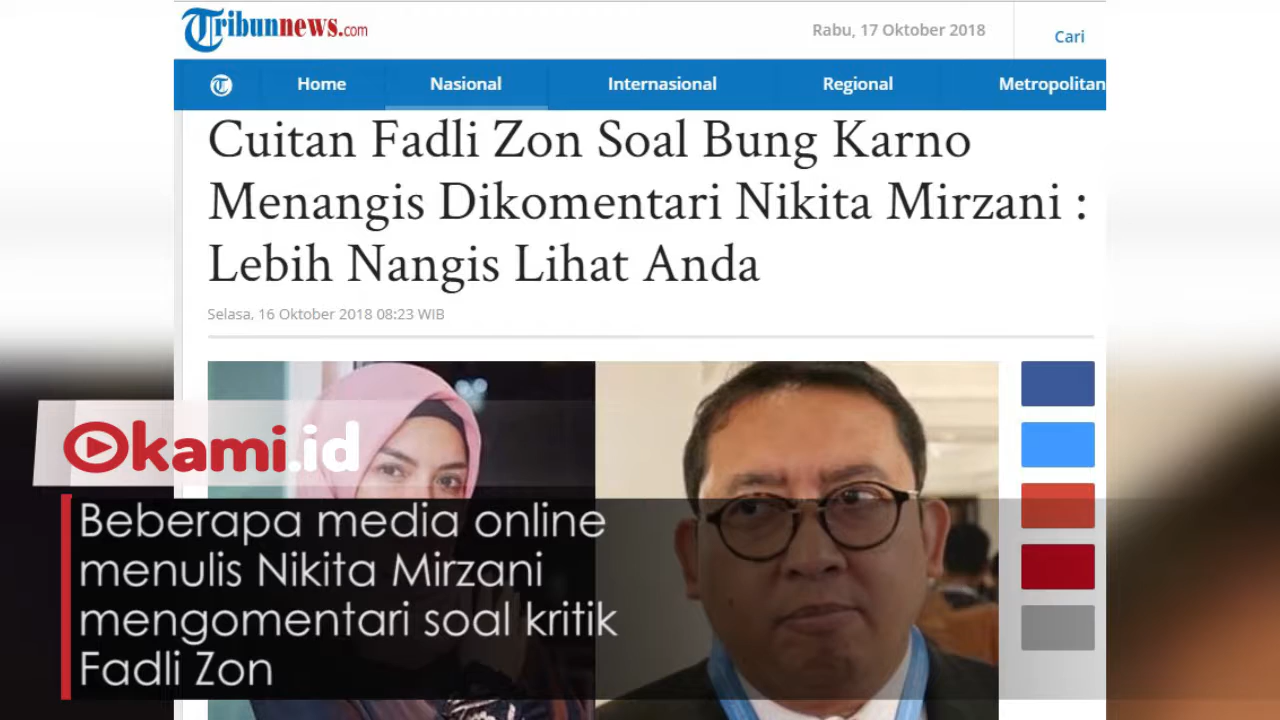 Tribunnews.com
Rabu, 17 Oktober 2018
Cari
Home
Nasional
Internasional
Regional
Metropolitan
Cuitan Fadli Zon Soal Bung Karno
Menangis Dikomentari Nikita Mirzani :
Lebih Nangis Lihat Anda
Selasa, 16 Oktober 2018 08:23 WIB
Okami.id
Beberapa media online
menulis Nikita Mirzani
mengomentari soal kritik
Fadli Zon